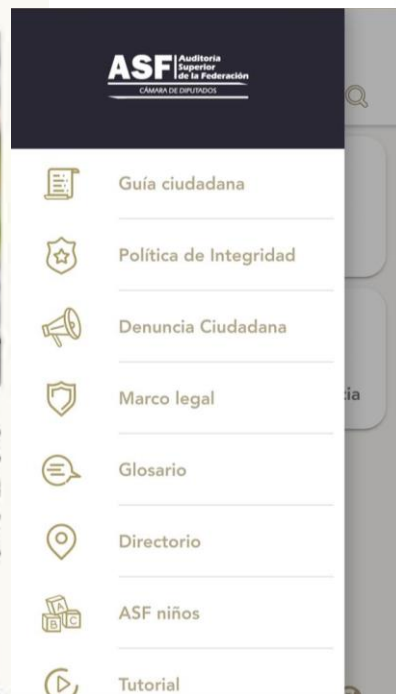 ASF
Auditoría
Superior
de la Federación
CÁMARA DE DIPUTADOS
Guía ciudadana
Política de Integridad
Denuncia Ciudadana
Marco legal
ia
Glosario
Directorio
ASF niños
A
B C
Tutorial